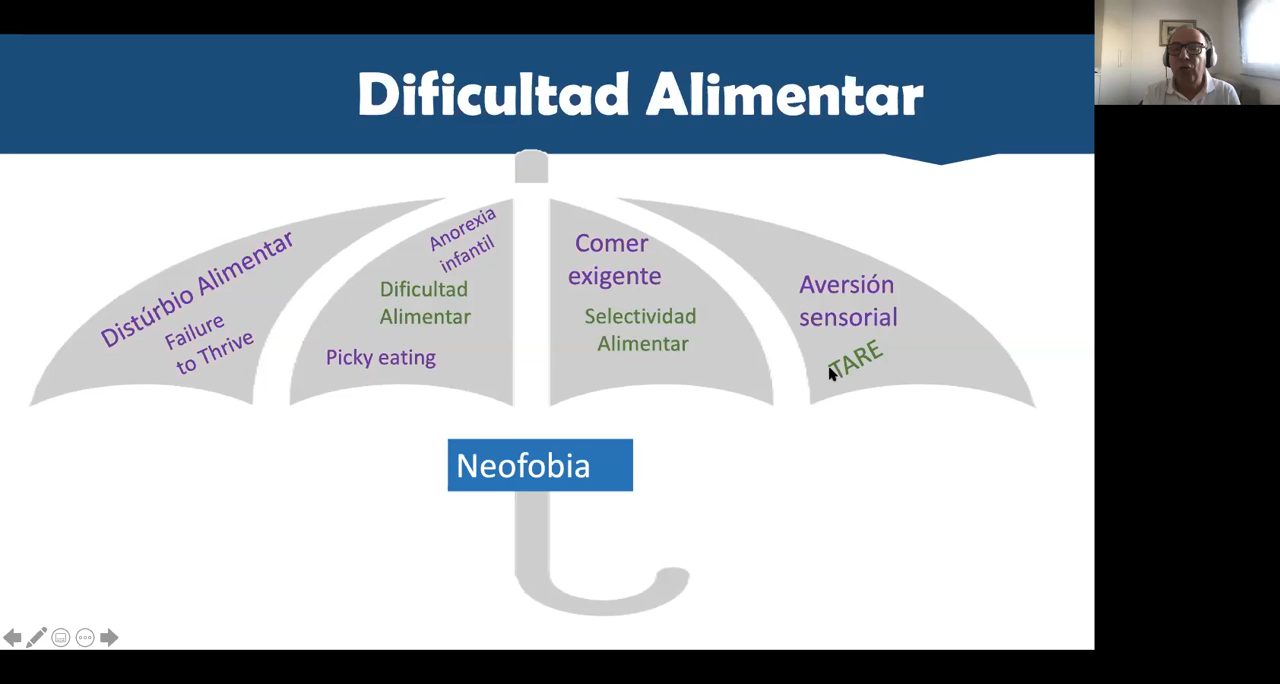 Dificultad Alimentar
Distúrbio Alimentar
Failure
to Thrive
Anorexia
infantil
Dificultad
Alimentar
Picky eating
Comer
exigente
Selectividad
Alimentar
Aversión
sensorial
TARE
Neofobia